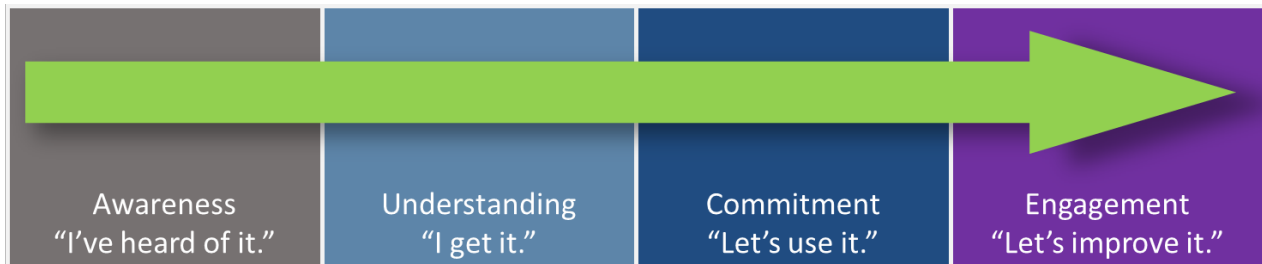 Awareness
“I’ve heard of it.”
Understanding
“I get it.”
Commitment
“Let’s use it.”
Engagement
“Let’s improve it.”